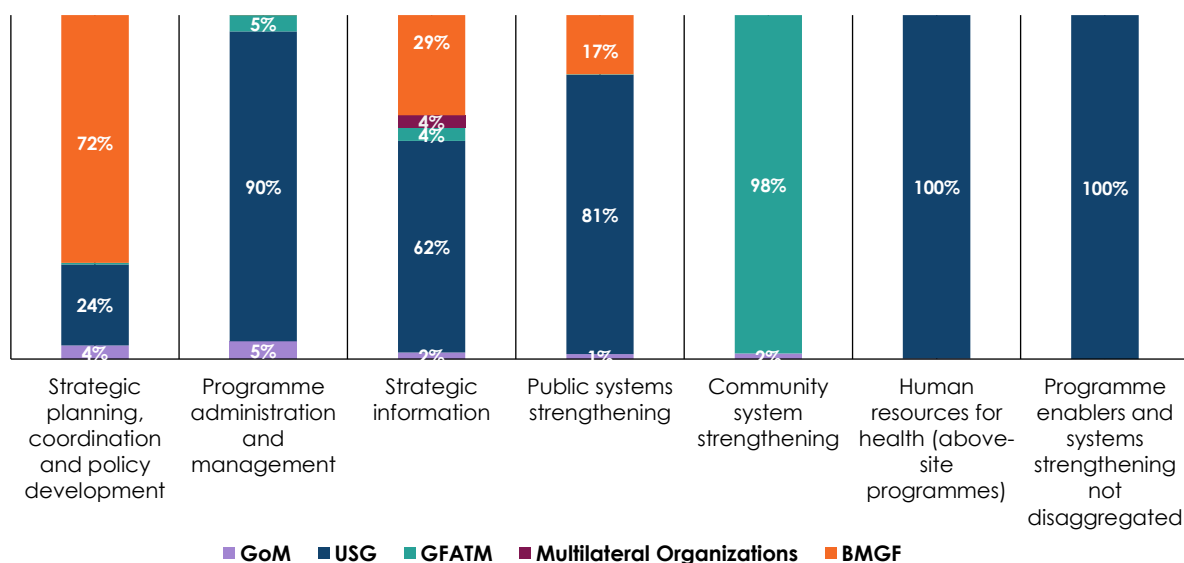 72%
24%
4%
5%
90%
5%
29%
4%
4%
62%
2%
17%
81%
1%
98%
2%
100%
100%
Strategic
planning,
coordination
and policy
development
Programme
administration
and
management
Strategic
information
Public systems
strengthening
Community
system
strengthening
Human
resources for
health (above-
site
programmes)
Programme
enablers and
systems
strengthening
not
disaggregated
GoM USG GFATM Multilateral Organizations BMGF